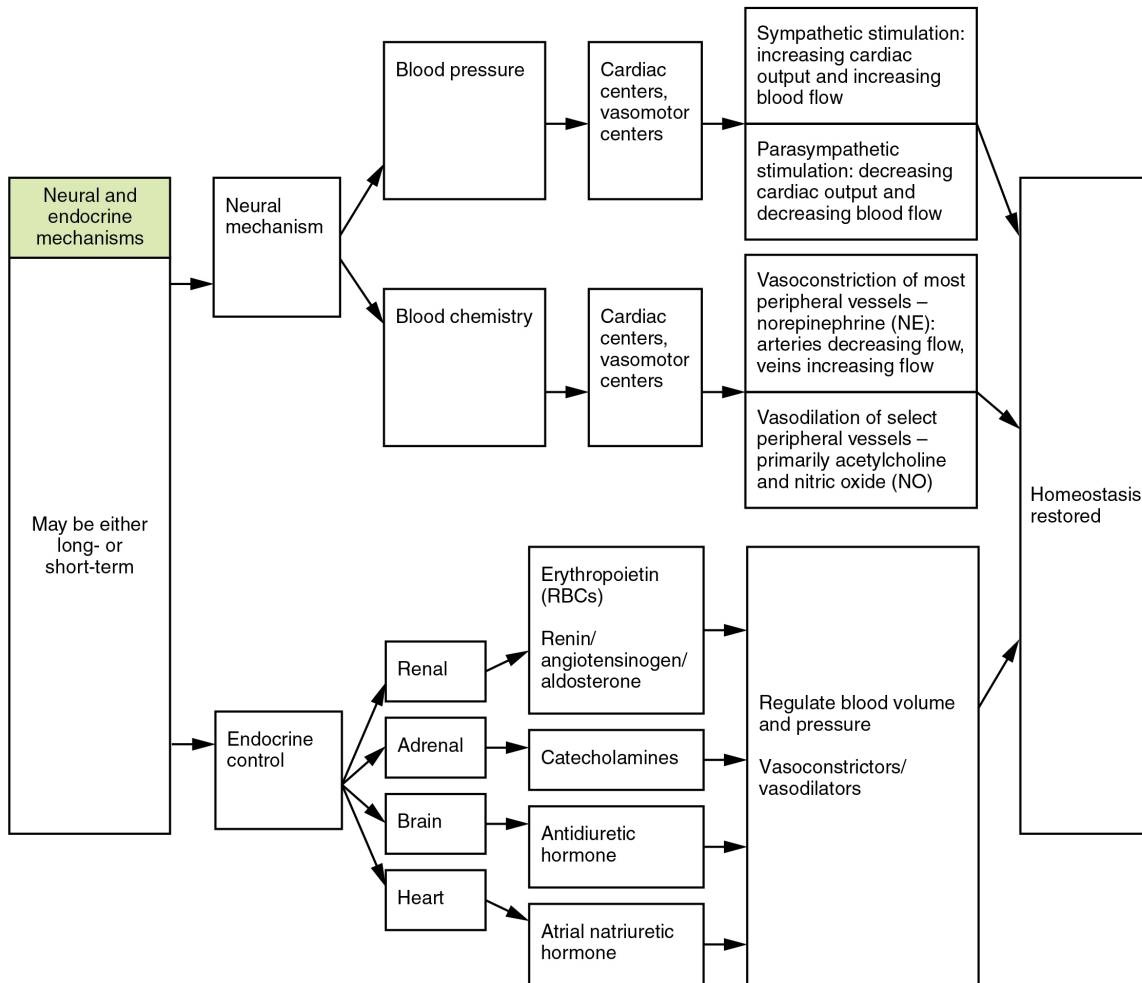 Neural and
endocrine
mechanisms
May be either
long- or
short-term
Neural
mechanism
Blood pressure
Cardiac
centers,
vasomotor
centers
Sympathetic stimulation:
increasing cardiac
output and increasing
blood flow
Parasympathetic
stimulation: decreasing
cardiac output and
decreasing blood flow
Blood chemistry
Cardiac
centers,
vasomotor
centers
Vasoconstriction of most
peripheral vessels –
norepinephrine (NE):
arteries decreasing flow,
veins increasing flow
Vasodilation of select
peripheral vessels –
primarily acetylcholine
and nitric oxide (NO)
Endocrine
control
Renal
Erythropoietin
(RBCs)
Renin/
angiotensinogen/
aldosterone
Adrenal
Catecholamines
Brain
Antidiuretic
hormone
Heart
Atrial natriuretic
hormone
Regulate blood volume
and pressure
Vasoconstrictors/
vasodilators
Homeostasis
restored